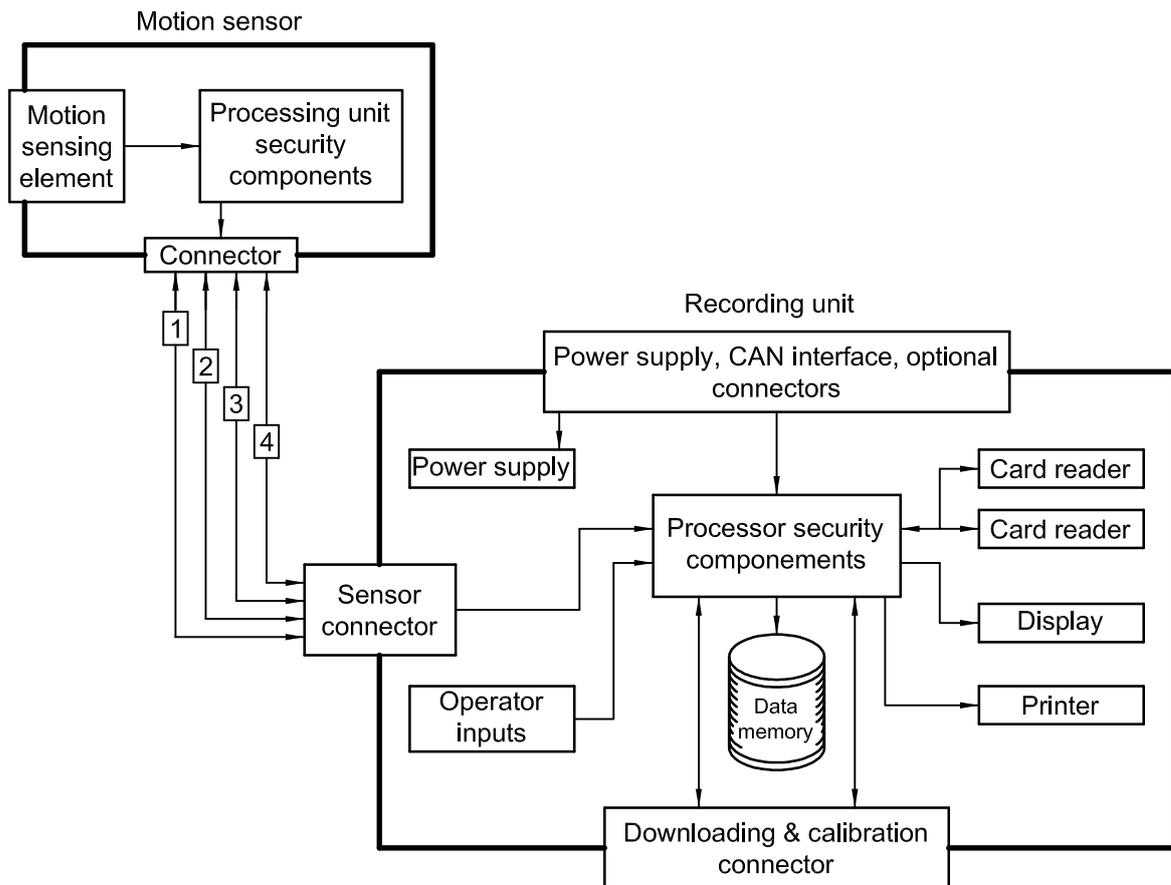 Motion sensor
Motion
sensing
element
Processing unit
security
components
Connector
1
2
3
4
Recording unit
Power supply, CAN interface, optional
connectors
Power supply
Card reader
Card reader
Processor security
componements
Sensor
connector
Display
Operator
inputs
Data
memory
Printer
Downloading & calibration
connector